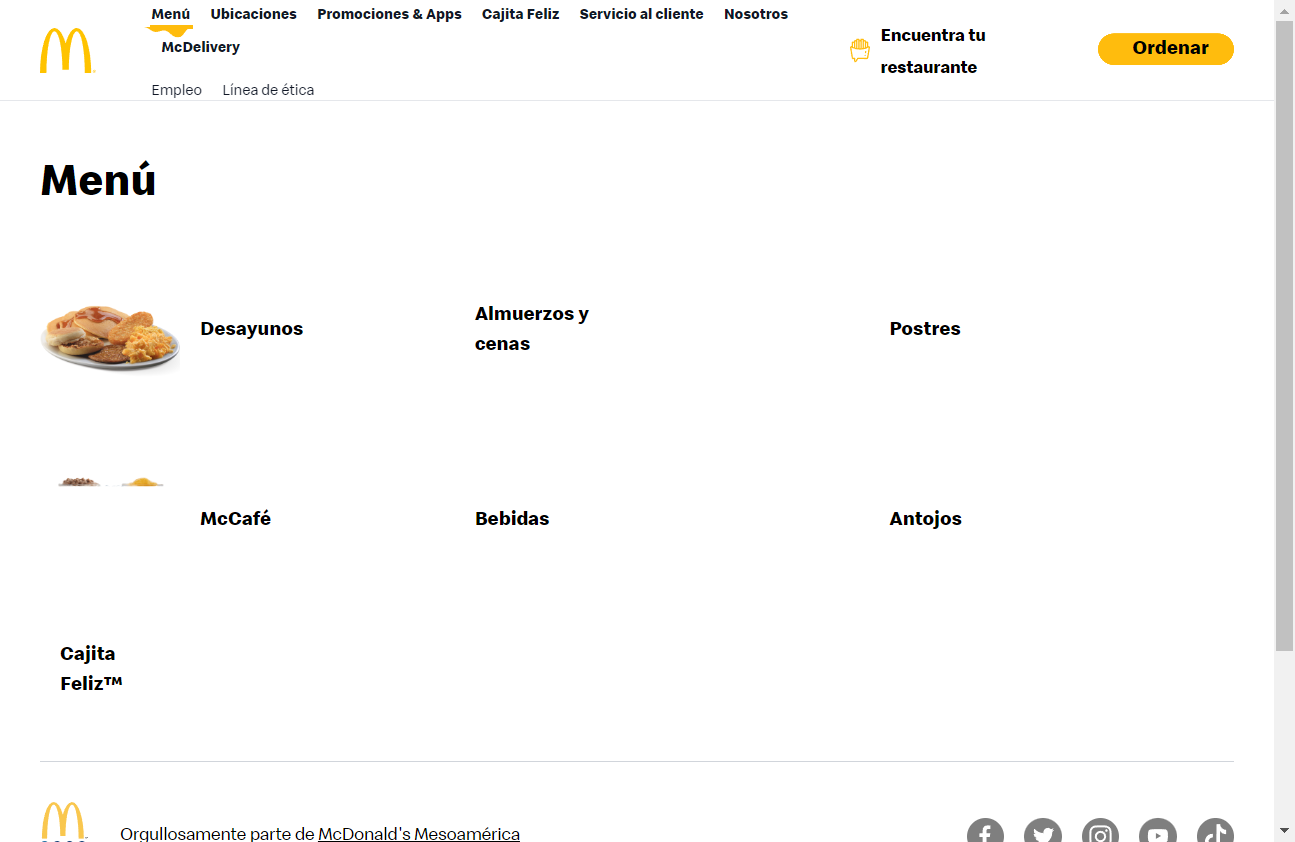 Menú Ubicaciones Promociones & Apps Cajita Feliz Servicio al cliente Nosotros
McDelivery
Empleo Línea de ética
Encuentra tu
restaurante
Ordenar
Menú
Desayunos
Almuerzos y
cenas
Postres
McCafé
Bebidas
Antojos
Cajita
Feliz™
Orgullosamente parte de McDonald's Mesoamérica